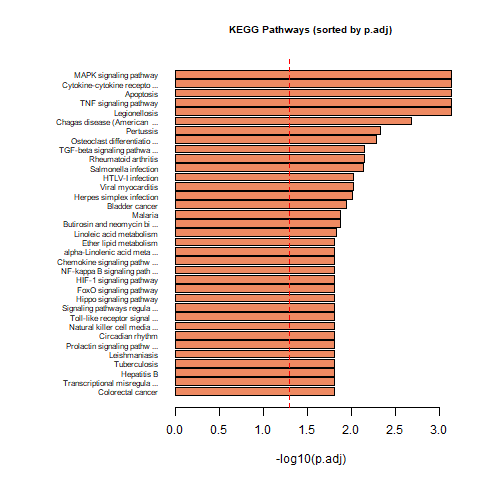 KEGG Pathways (sorted by p.adj)
MAPK signaling pathway
Cytokine-cytokine recepto ...
Apoptosis
TNF signaling pathway
Legionellosis
Chagas disease (American ...
Pertussis
Osteoclast differentiatio ...
TGF-beta signaling pathwa ...
Rheumatoid arthritis
Salmonella infection
HTLV-I infection
Viral myocarditis
Herpes simplex infection
Bladder cancer
Malaria
Butirosin and neomycin bi ...
Linoleic acid metabolism
Ether lipid metabolism
alpha-Linolenic acid meta ...
Chemokine signaling pathw ...
NF-kappa B signaling path ...
HIF-1 signaling pathway
FoxO signaling pathway
Hippo signaling pathway
Signaling pathways regula ...
Toll-like receptor signal ...
Natural killer cell media ...
Circadian rhythm
Prolactin signaling pathw ...
Leishmaniasis
Tuberculosis
Hepatitis B
Transcriptional misregula ...
Colorectal cancer
0.0 0.5 1.0 1.5 2.0 2.5 3.0
-log10(p.adj)